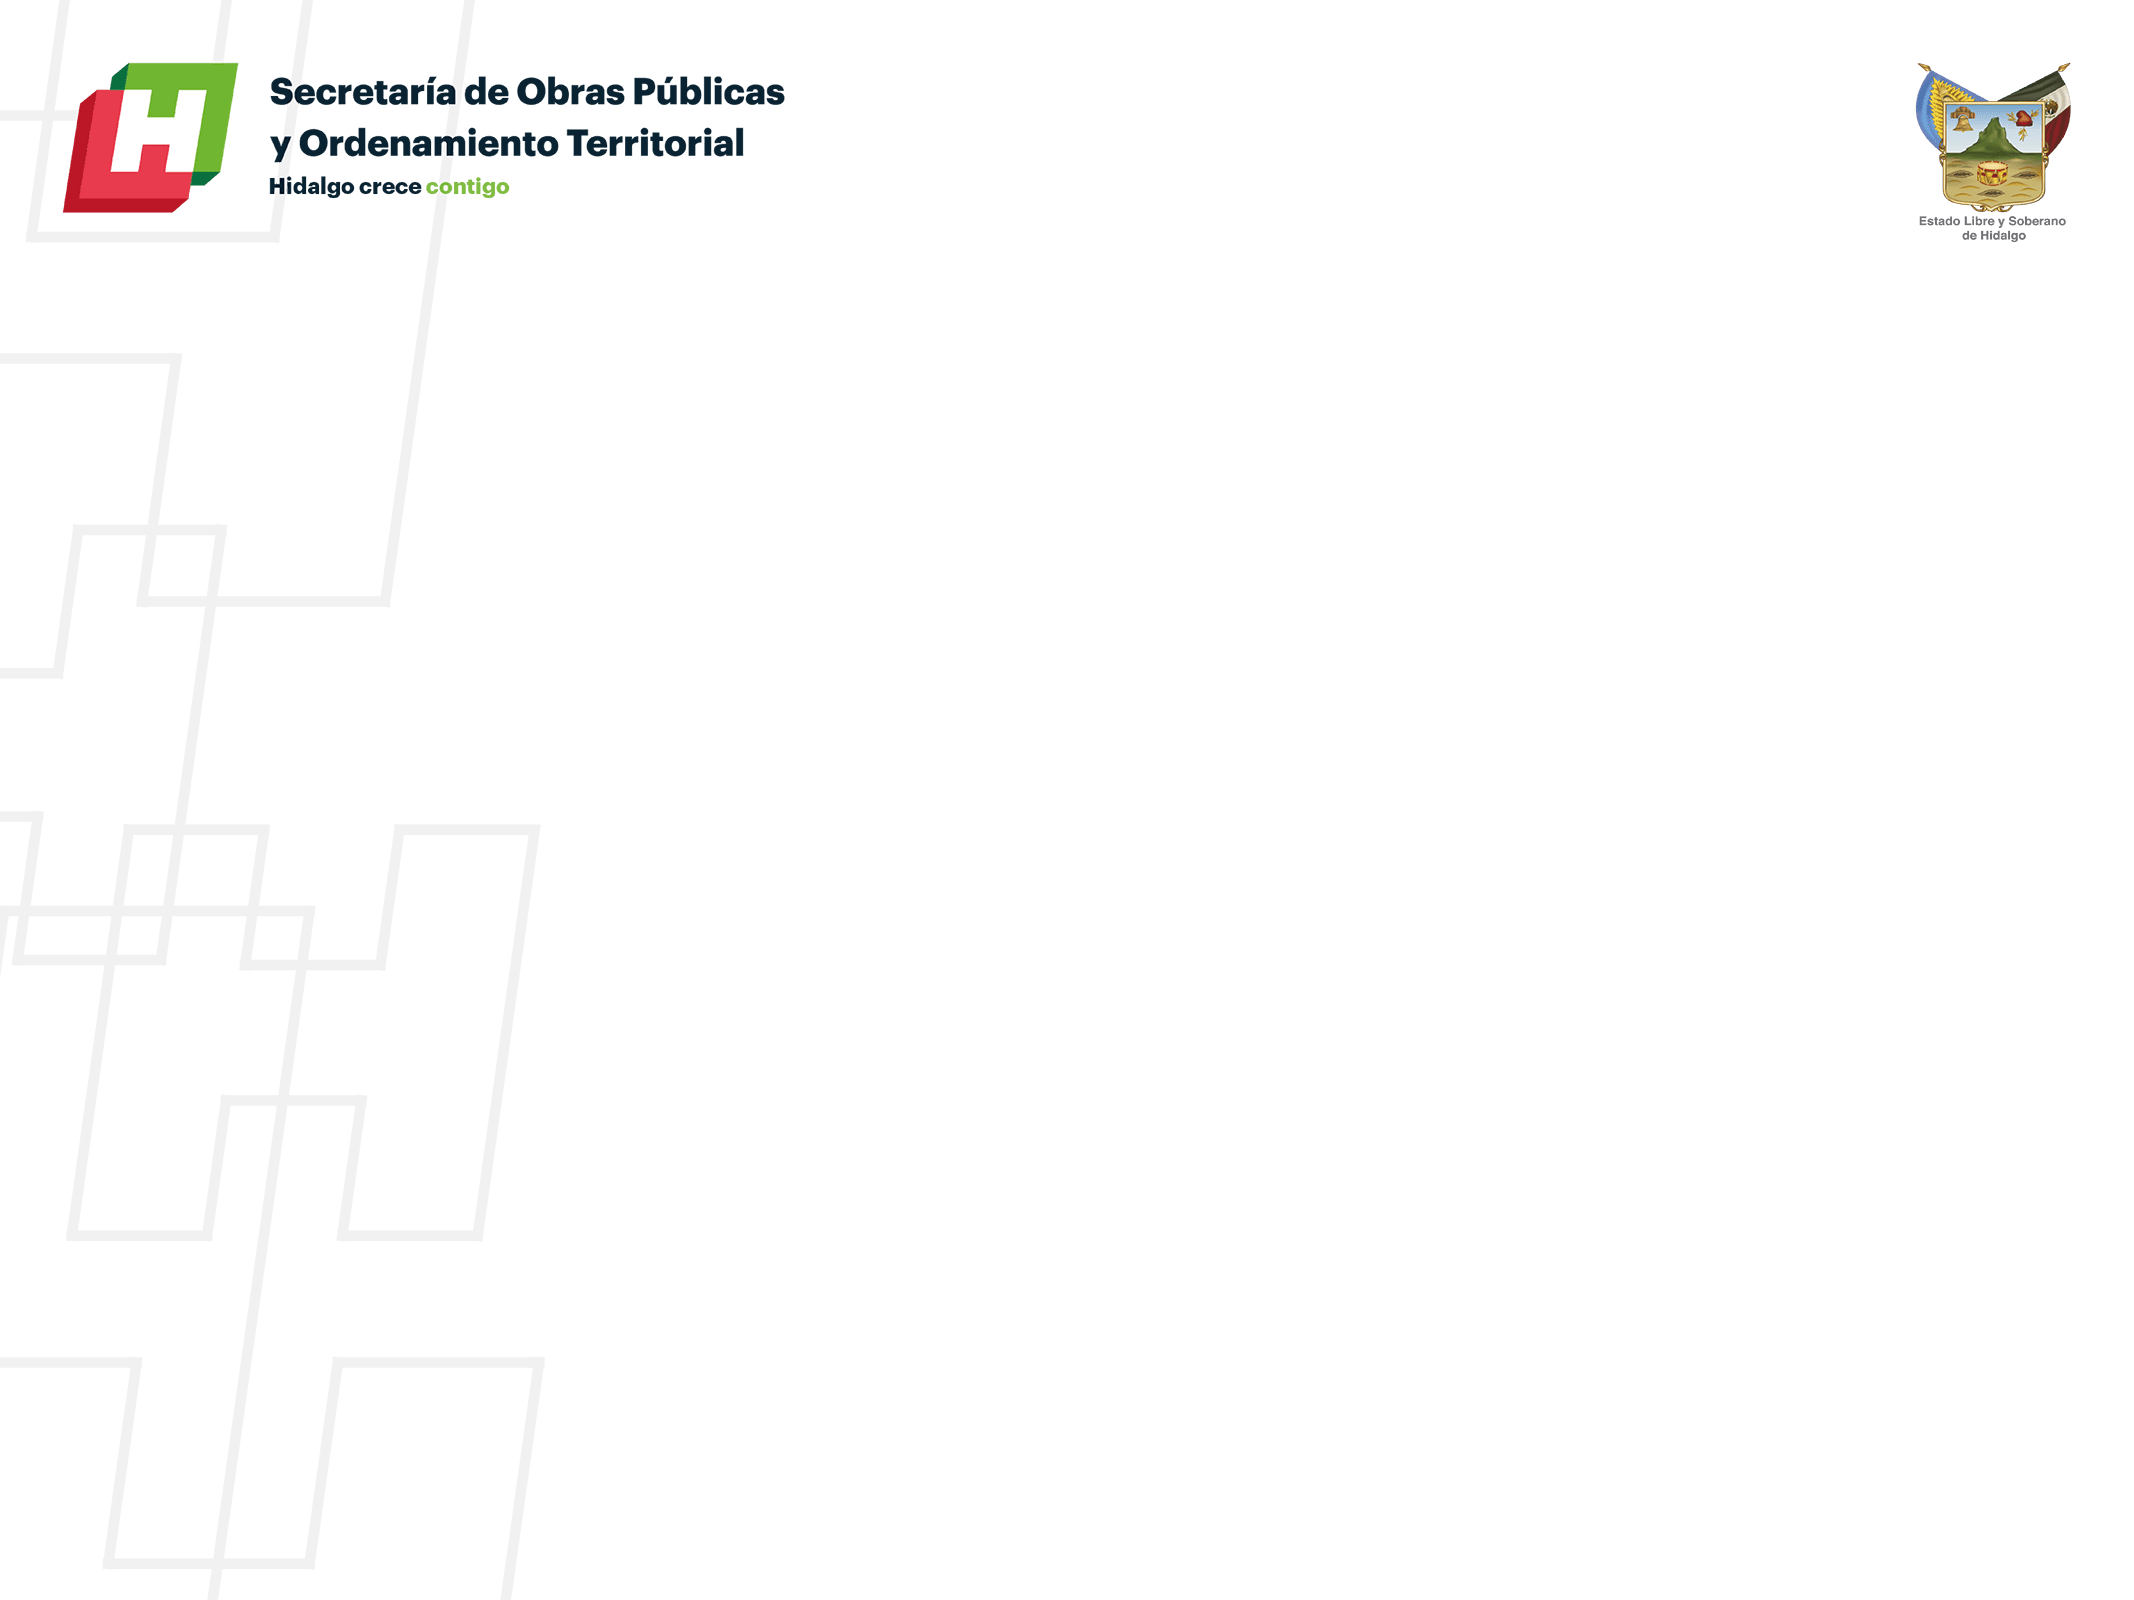 Secretaría de Obras Públicas
y Ordenamiento Territorial
Hidalgo crece contigo
Estado Libre y Soberano
de Hidalgo